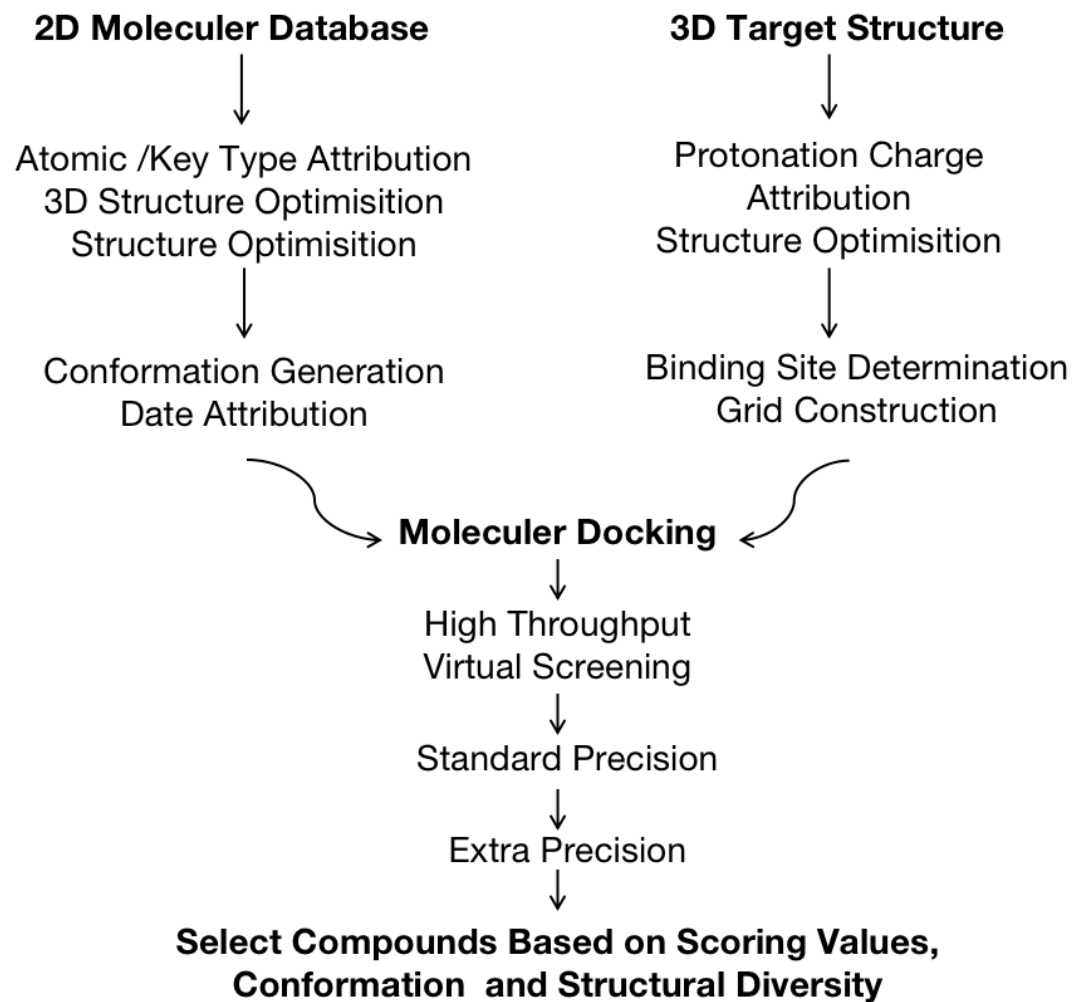 2D Moleculer Database
Atomic /Key Type Attribution
3D Structure Optimisition
Structure Optimisition
Conformation Generation
Date Attribution
3D Target Structure
Protonation Charge
Attribution
Structure Optimisition
Binding Site Determination
Grid Construction
Moleculer Docking
High Throughput
Virtual Screening
Standard Precision
Extra Precision
Select Compounds Based on Scoring Values,
Conformation  and Structural Diversity